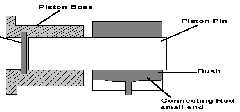 Piston Boss
Piston Pin
Bush
Connecting Rod
small end